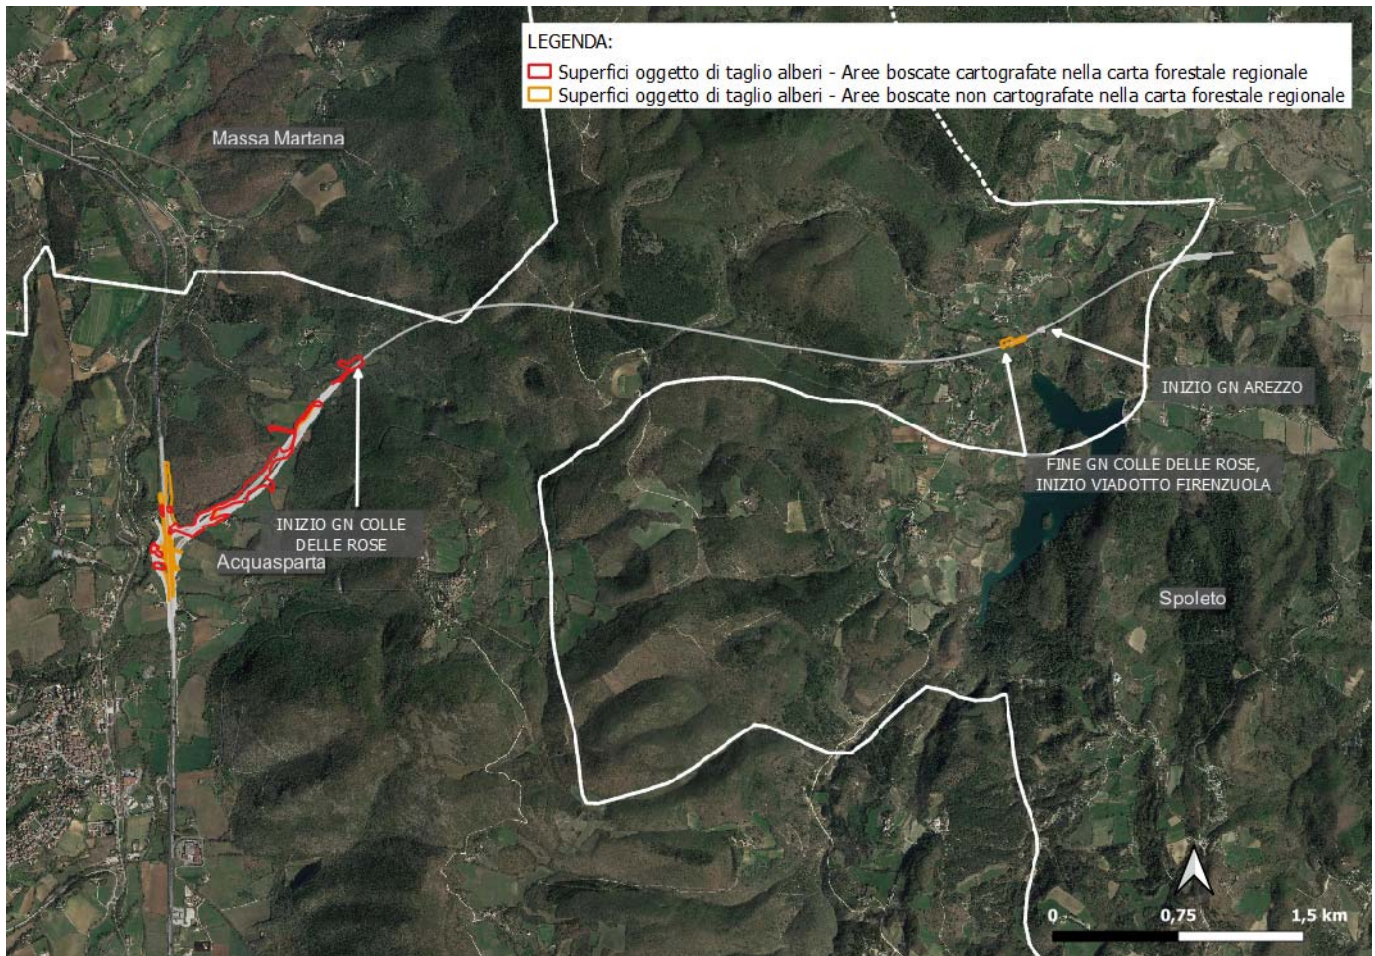 LEGENDA:
Superfici oggetto di taglio alberi - Aree boscate cartografate nella carta forestale regionale
Superfici oggetto di taglio alberi - Aree boscate non cartografate nella carta forestale regionale
Massa Martana
INIZIO GN AREZZO
FINE GN COLLE DELLE ROSE,
INIZIO VIADOTTO FIRENZUOLA
INIZIO GN COLLE
DELLE ROSE
Acquasparta
Spoleto
0 0,75 1,5 km